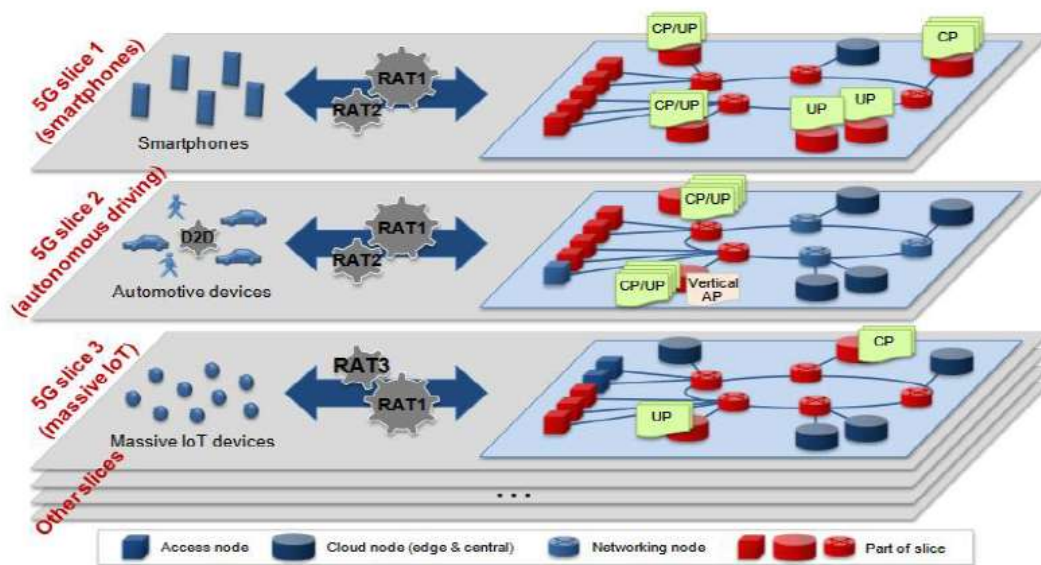 5G slice 1
(smartphones)
Smartphones
RAT1
RAT2
CP/UP
CP
CP/UP
UP
UP
5G slice 2
(autonomous driving)
D2D
Automotive devices
RAT1
RAT2
CP/UP
CP/UP
Vertical
AP
5G slice 3
(massive IoT)
Massive IoT devices
RAT3
RAT1
CP
UP
Other slices
...
Access node
Cloud node (edge & central)
Networking node
Part of slice